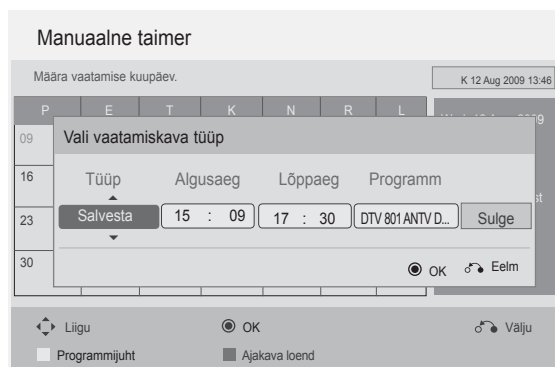 Manuaalne taimer
Määra vaatamise kuupäev.
K 12 Aug 2009 13:46
P E T K N R L
09
Vali vaatamiskava tüüp
16
Tüüp Algusaeg Lõppaeg Programm
23
Salvesta 15 : 09 17 : 30 DTV 801 ANTV D... Sulge
30
OK Eelm
Liigu OK Välju
Programmijuht Ajakava loend